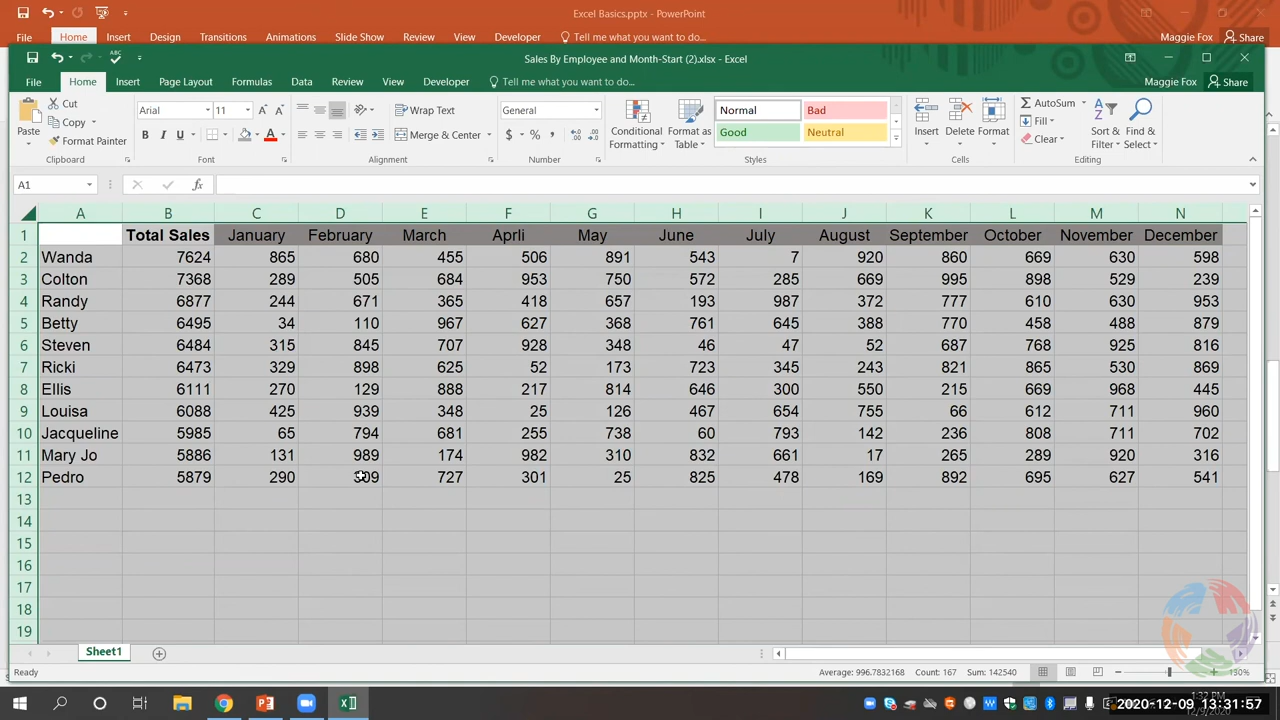 Excel Basics.pptx - PowerPoint
Maggie Fox
File Home Insert Design Transitions Animations Slide Show Review View Developer Tell me what you want to do... Maggie Fox Share
Sales By Employee and Month-Start (2).xlsx - Excel
File Home Insert Page Layout Formulas Data Review View Developer Tell me what you want to do... Maggie Fox Share
Paste Cut Copy Format Painter Clipboard
Arial 11 B I U Font
Wrap Text Merge & Center Alignment
General $ % Number
Conditional Formatting Format as Table Normal Bad Good Neutral Styles
Insert Delete Format Cells
AutoSum Fill Clear Sort & Filter Find & Select Editing
A1 fx
A B C D E F G H I J K L M N
1 Total Sales January February March Aprli May June July August September October November December
2 Wanda 7624 865 680 455 506 891 543 7 920 860 669 630 598
3 Colton 7368 289 505 684 953 750 572 285 669 995 898 529 239
4 Randy 6877 244 671 365 418 657 193 987 372 777 610 630 953
5 Betty 6495 34 110 967 627 368 761 645 388 770 458 488 879
6 Steven 6484 315 845 707 928 348 46 47 52 687 768 925 816
7 Ricki 6473 329 898 625 52 173 723 345 243 821 865 530 869
8 Ellis 6111 270 129 888 217 814 646 300 550 215 669 968 445
9 Louisa 6088 425 939 348 25 126 467 654 755 66 612 711 960
10 Jacqueline 5985 65 794 681 255 738 60 793 142 236 808 711 702
11 Mary Jo 5886 131 989 174 982 310 832 661 17 265 289 920 316
12 Pedro 5879 290 309 727 301 25 825 478 169 892 695 627 541
13
14
15
16
17
18
19
Sheet1
Ready Average: 996.7832168 Count: 167 Sum: 142540 130%
1:32 PM
2020-12-09 13:31:57
12/9/2020